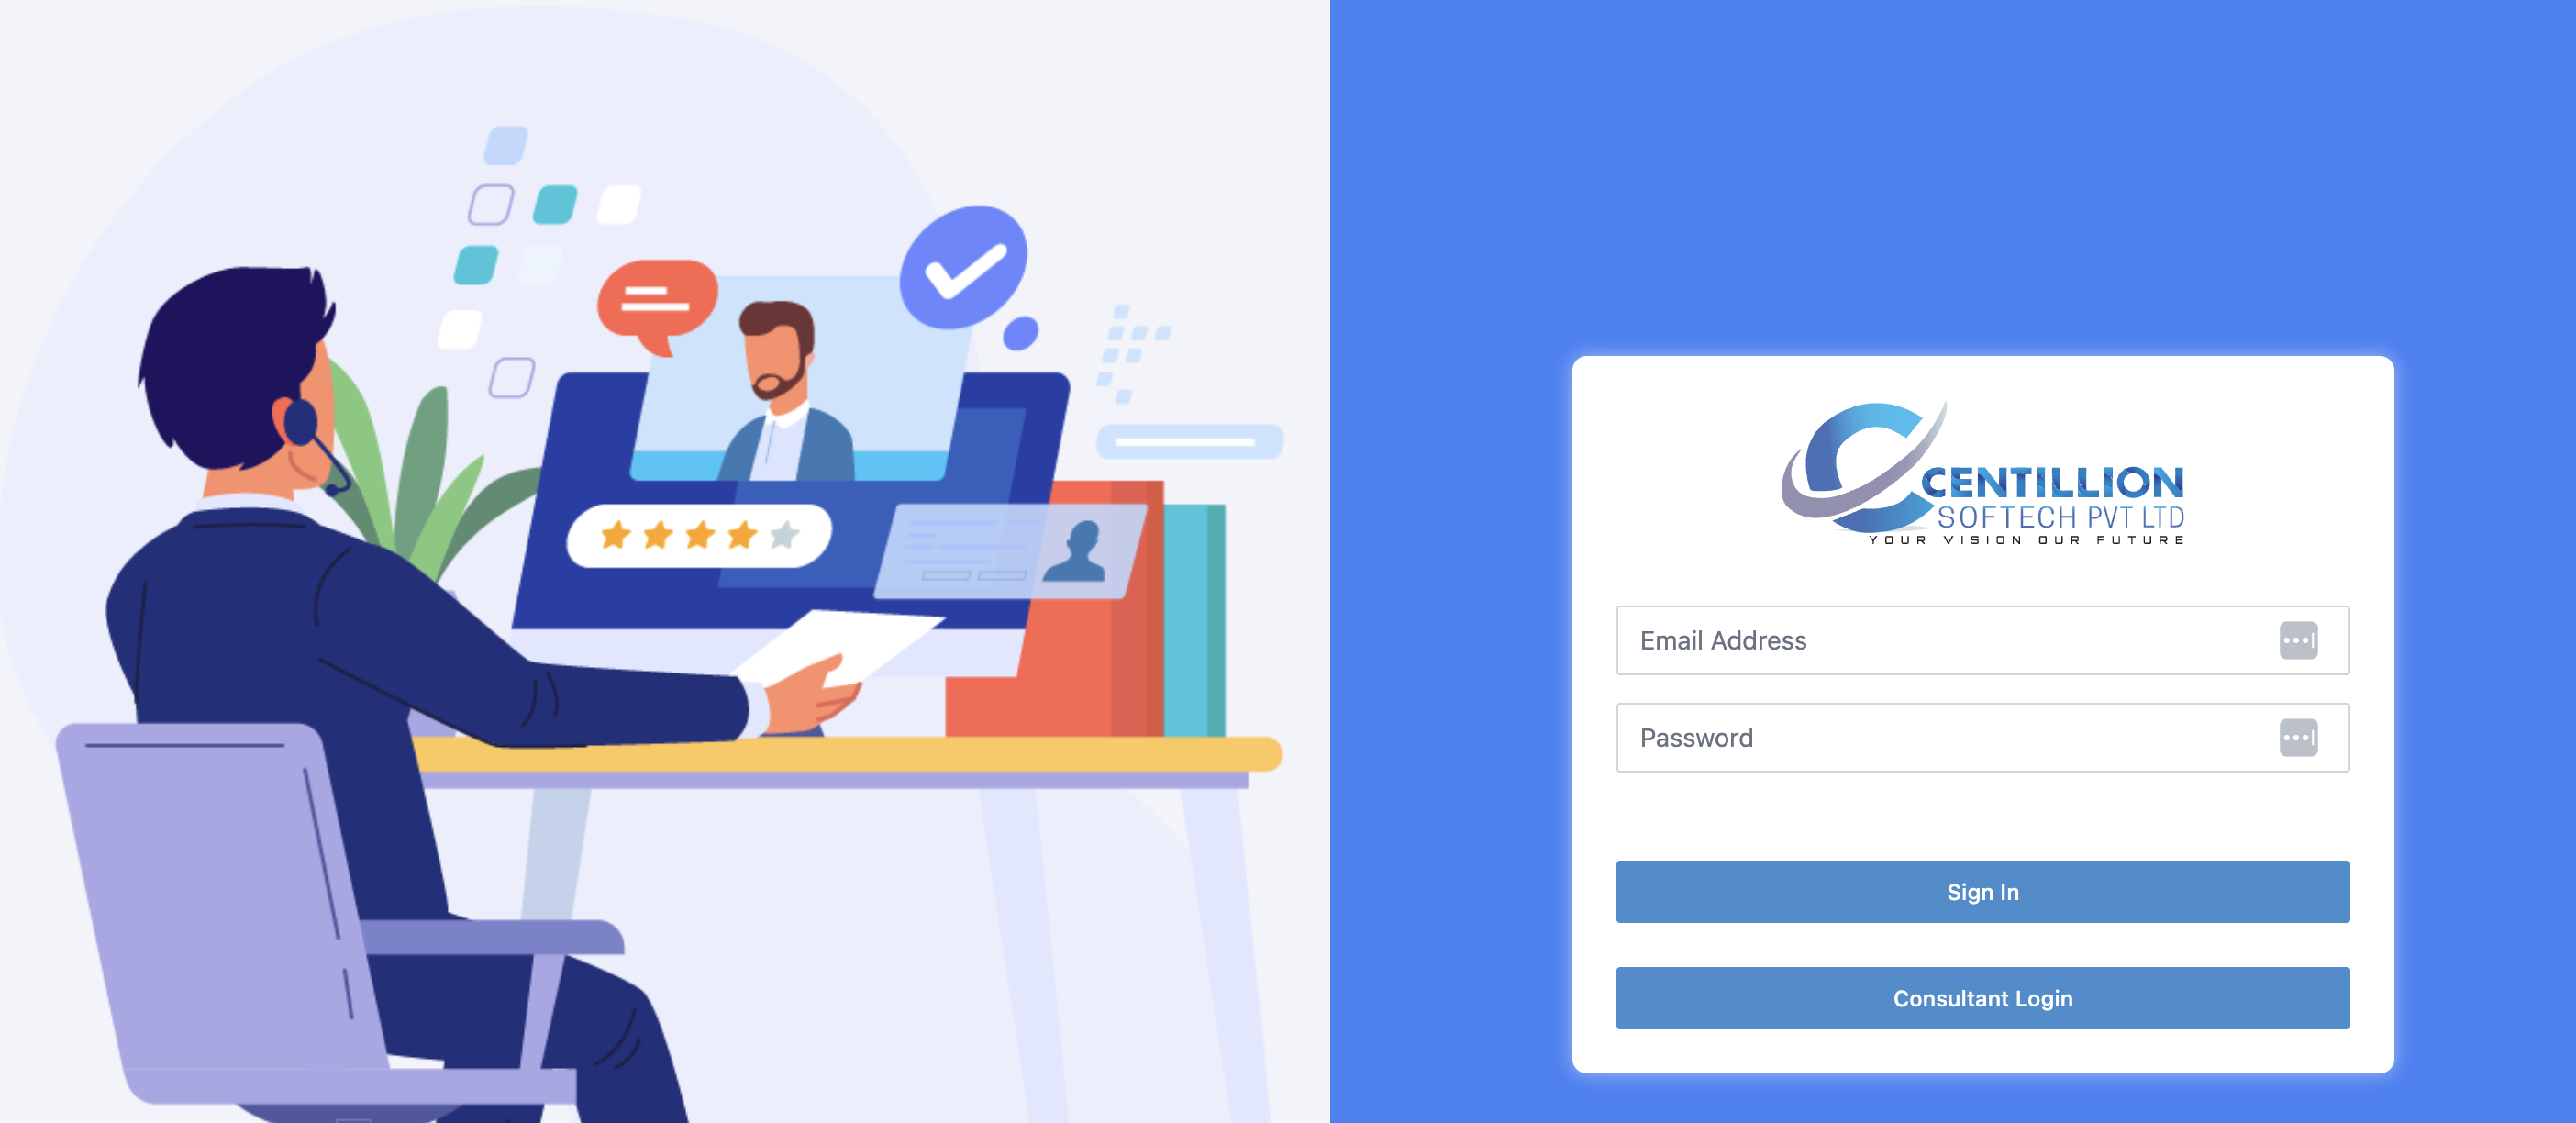 CENTILLION
SOFTECH PVT LTD
YOUR VISION OUR FUTURE
Email Address
Password
Sign In
Consultant Login